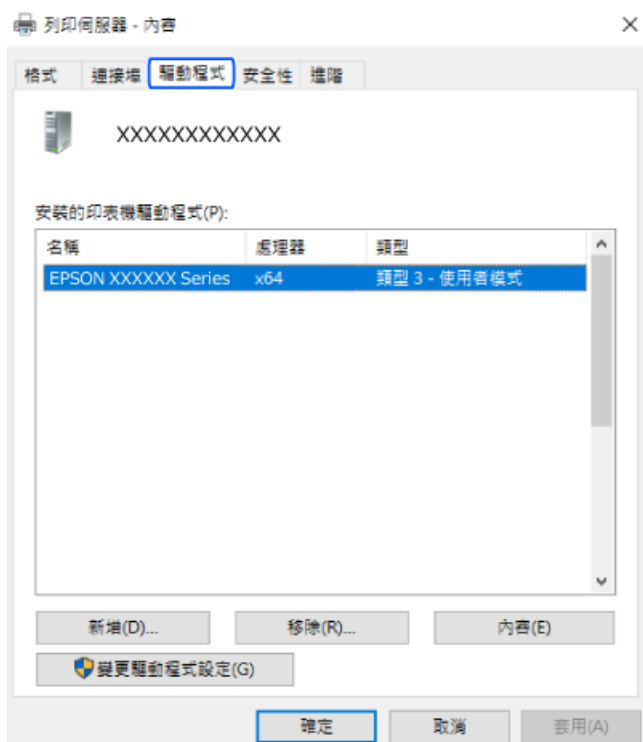 列印伺服器 - 內容
格式 連接埠 驅動程式 安全性 進階
XXXXXXXXXXXX
安裝的印表機驅動程式(P):
名稱 處理器 類型
EPSON XXXXXX Series x64 類型 3 - 使用者模式
新增(D)... 移除(R)... 內容(E)
變更驅動程式設定(G)
確定 取消 套用(A)